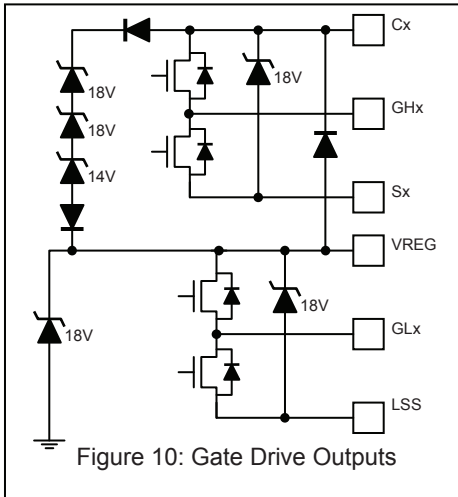 Cx
18V
18V
GHx
18V
14V
Sx
VREG
18V
18V
GLx
LSS
Figure 10: Gate Drive Outputs